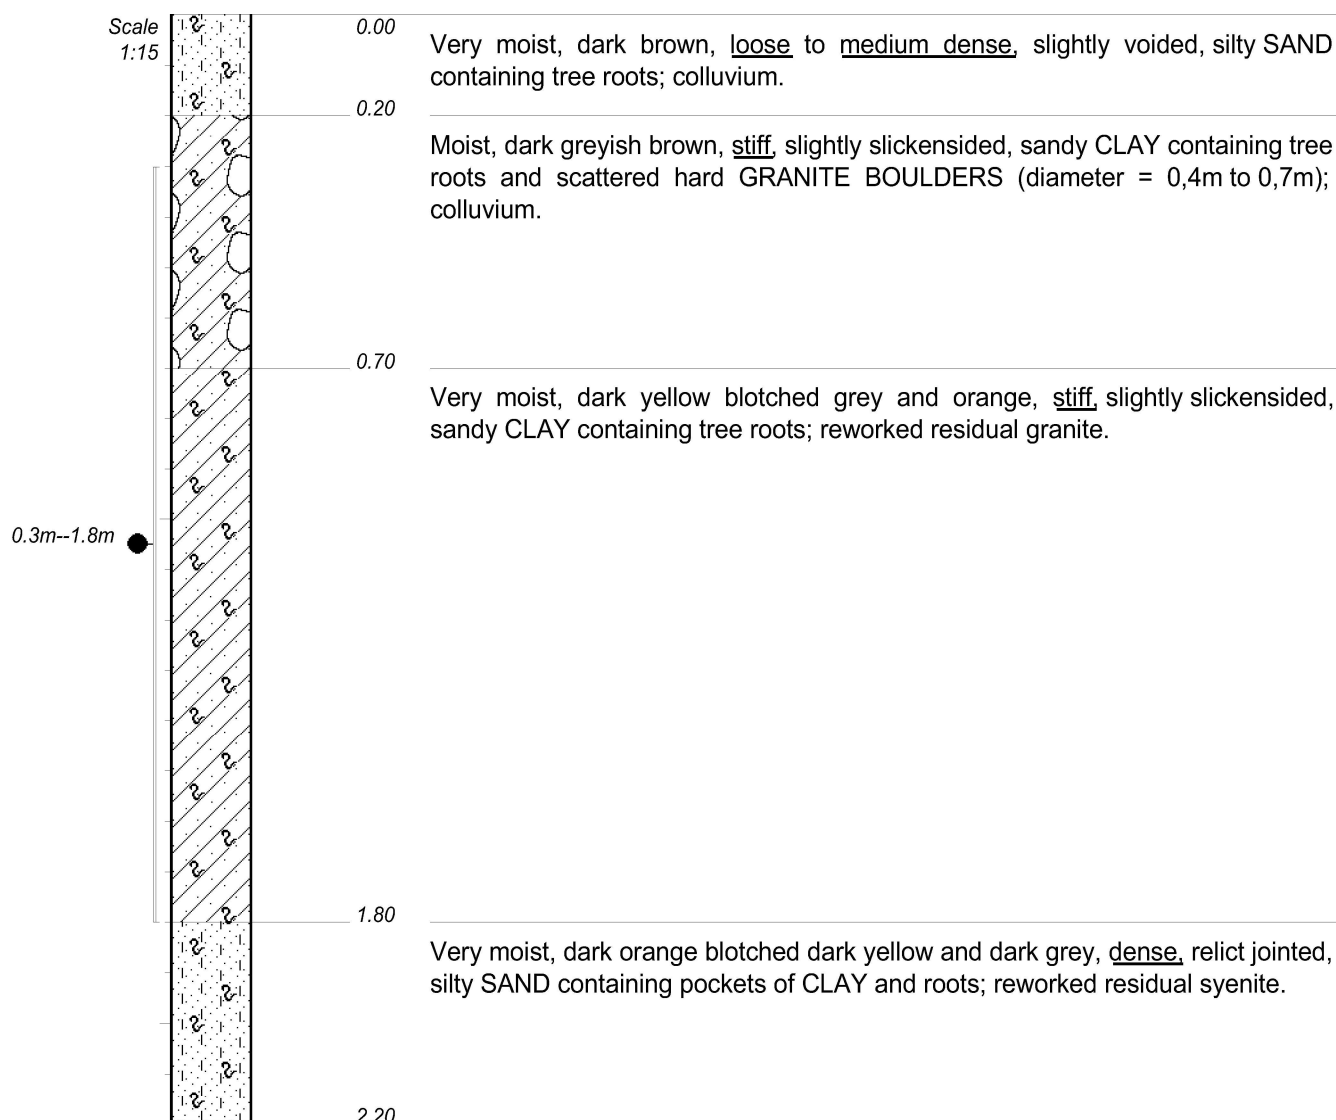 Scale
1:15
0.00
Very moist, dark brown, loose to medium dense, slightly voided, silty SAND
containing tree roots; colluvium.
0.20
Moist, dark greyish brown, stiff, slightly slickensided, sandy CLAY containing tree
roots and scattered hard GRANITE BOULDERS (diameter = 0,4m to 0,7m);
colluvium.
0.70
Very moist, dark yellow blotched grey and orange, stiff, slightly slickensided,
sandy CLAY containing tree roots; reworked residual granite.
0.3m--1.8m
1.80
Very moist, dark orange blotched dark yellow and dark grey, dense, relict jointed,
silty SAND containing pockets of CLAY and roots; reworked residual syenite.
2.20